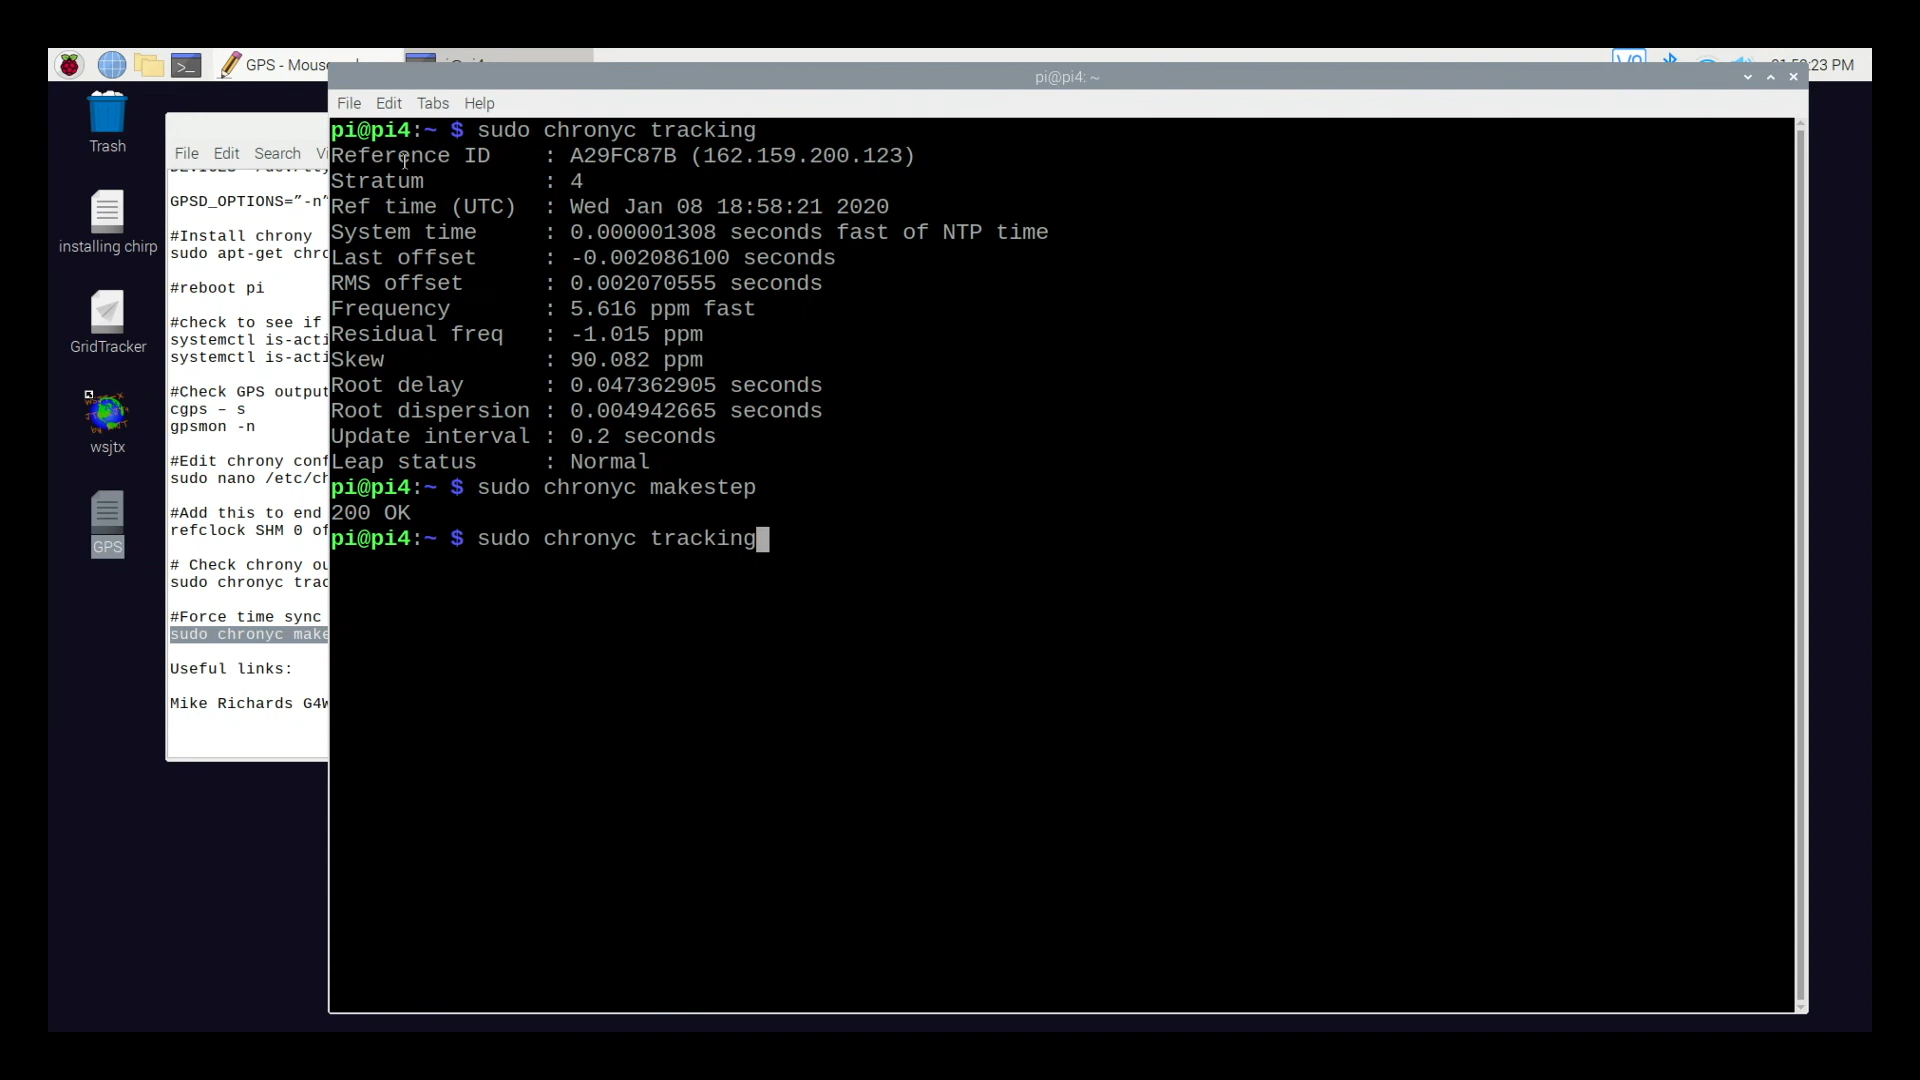 GPS - Mouse
23 PM
pi@pi4: ~
File Edit Tabs Help
Trash
installing chirp
GridTracker
wsjtx
GPS
File Edit Search
GPSD_OPTIONS=”-n”
#Install chrony
sudo apt-get chro
#reboot pi
#check to see if
systemctl is-acti
systemctl is-acti
#Check GPS output
cgps – s
gpsmon -n
#Edit chrony conf
sudo nano /etc/ch
#Add this to end
refclock SHM 0 of
# Check chrony ou
sudo chronyc trac
#Force time sync
sudo chronyc make
Useful links:
Mike Richards G4W
pi@pi4:~ $ sudo chronyc tracking
Reference ID : A29FC87B (162.159.200.123)
Stratum : 4
Ref time (UTC) : Wed Jan 08 18:58:21 2020
System time : 0.000001308 seconds fast of NTP time
Last offset : -0.002086100 seconds
RMS offset : 0.002070555 seconds
Frequency : 5.616 ppm fast
Residual freq : -1.015 ppm
Skew : 90.082 ppm
Root delay : 0.047362905 seconds
Root dispersion : 0.004942665 seconds
Update interval : 0.2 seconds
Leap status : Normal
pi@pi4:~ $ sudo chronyc makestep
200 OK
pi@pi4:~ $ sudo chronyc tracking